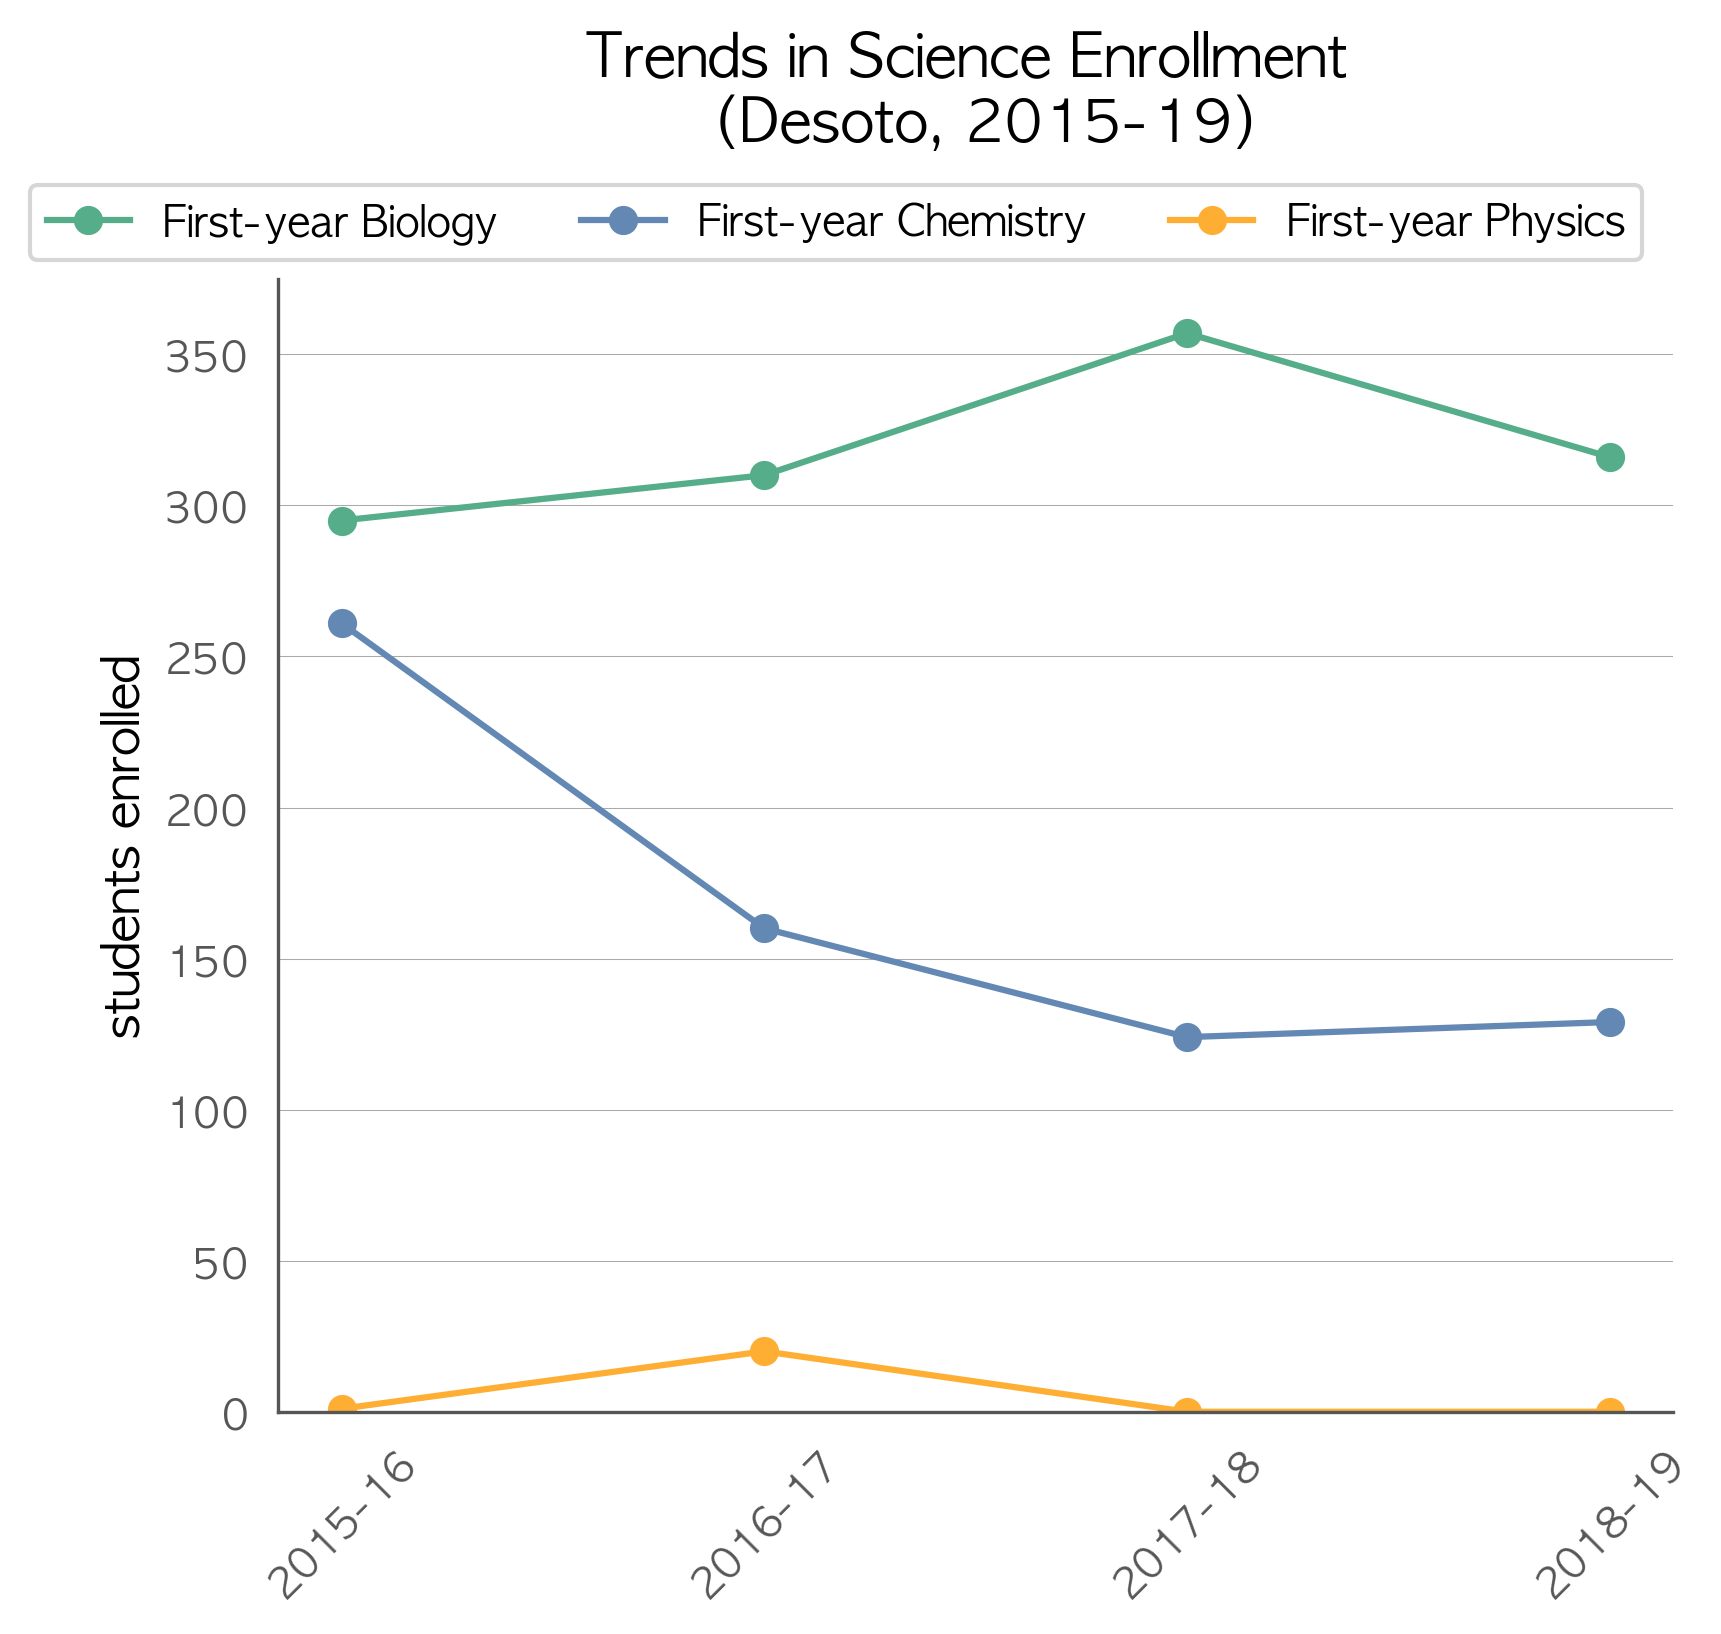 Trends in Science Enrollment
(Desoto, 2015-19)
First-year Biology
First-year Chemistry
First-year Physics
350
300
250
200
150
100
50
0
students enrolled
2015-16
2016-17
2017-18
2018-19